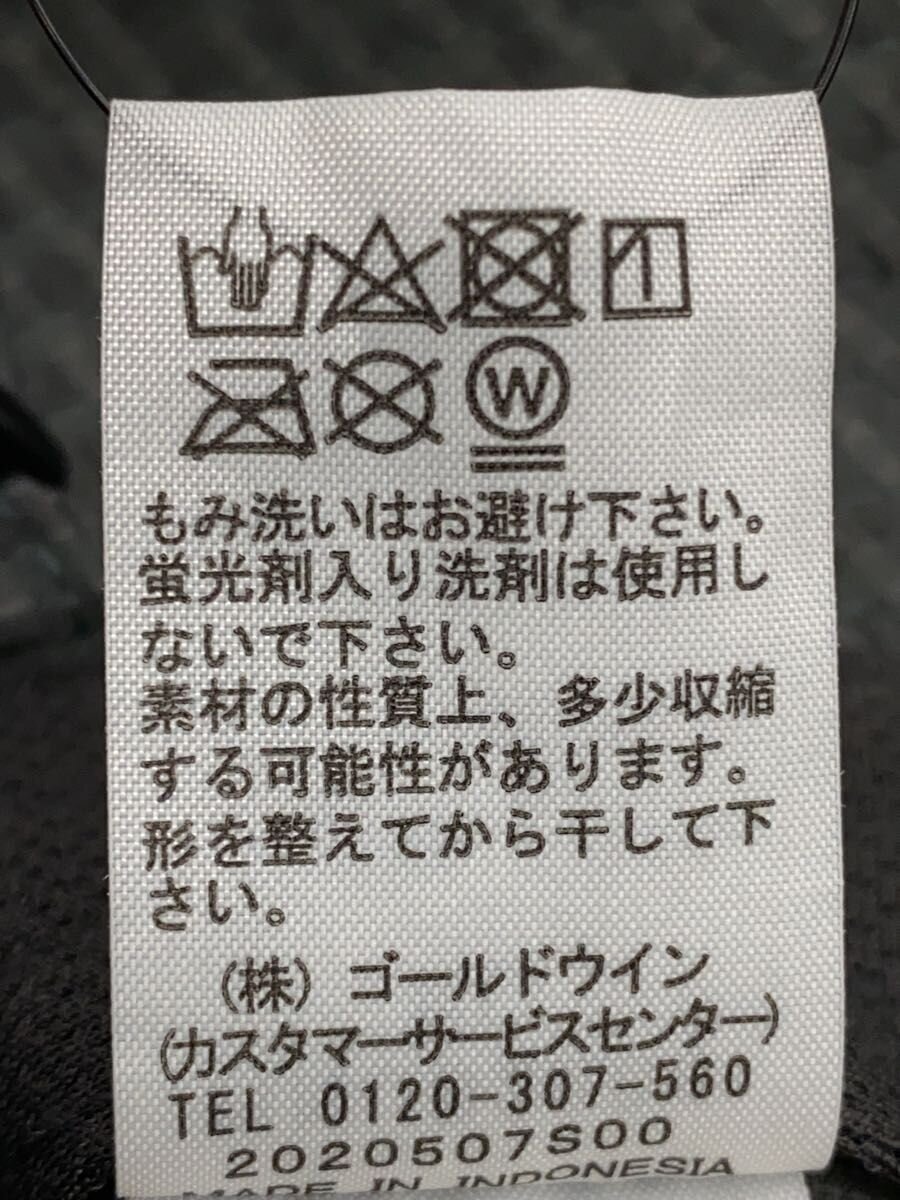 W
もみ洗いはお避け下さい。
蛍光剤入り洗剤は使用し
ないで下さい。
素材の性質上、多少収縮
する可能性があります。
形を整えてから干して下
さい。
(株) ゴールドウイン
(カスタマーサービスセンター)
TEL 0120-307-560
2020507S00
MADE IN INDONESIA